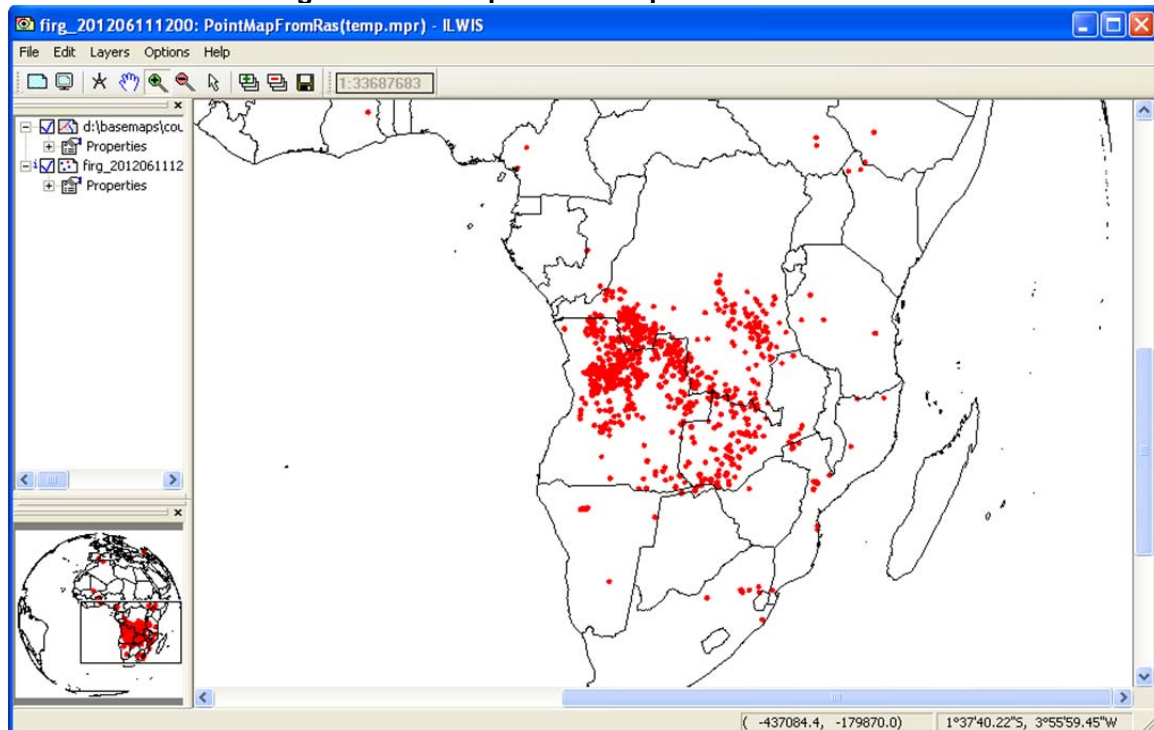 firg_201206111200: PointMapFromRas(temp.mpr) - ILWIS
File Edit Layers Options Help
1:33687683
d:\basemaps\cou
Properties
firg_2012061112
Properties
( -437084.4, -179870.0) 1°37'40.22"S, 3°55'59.45"W